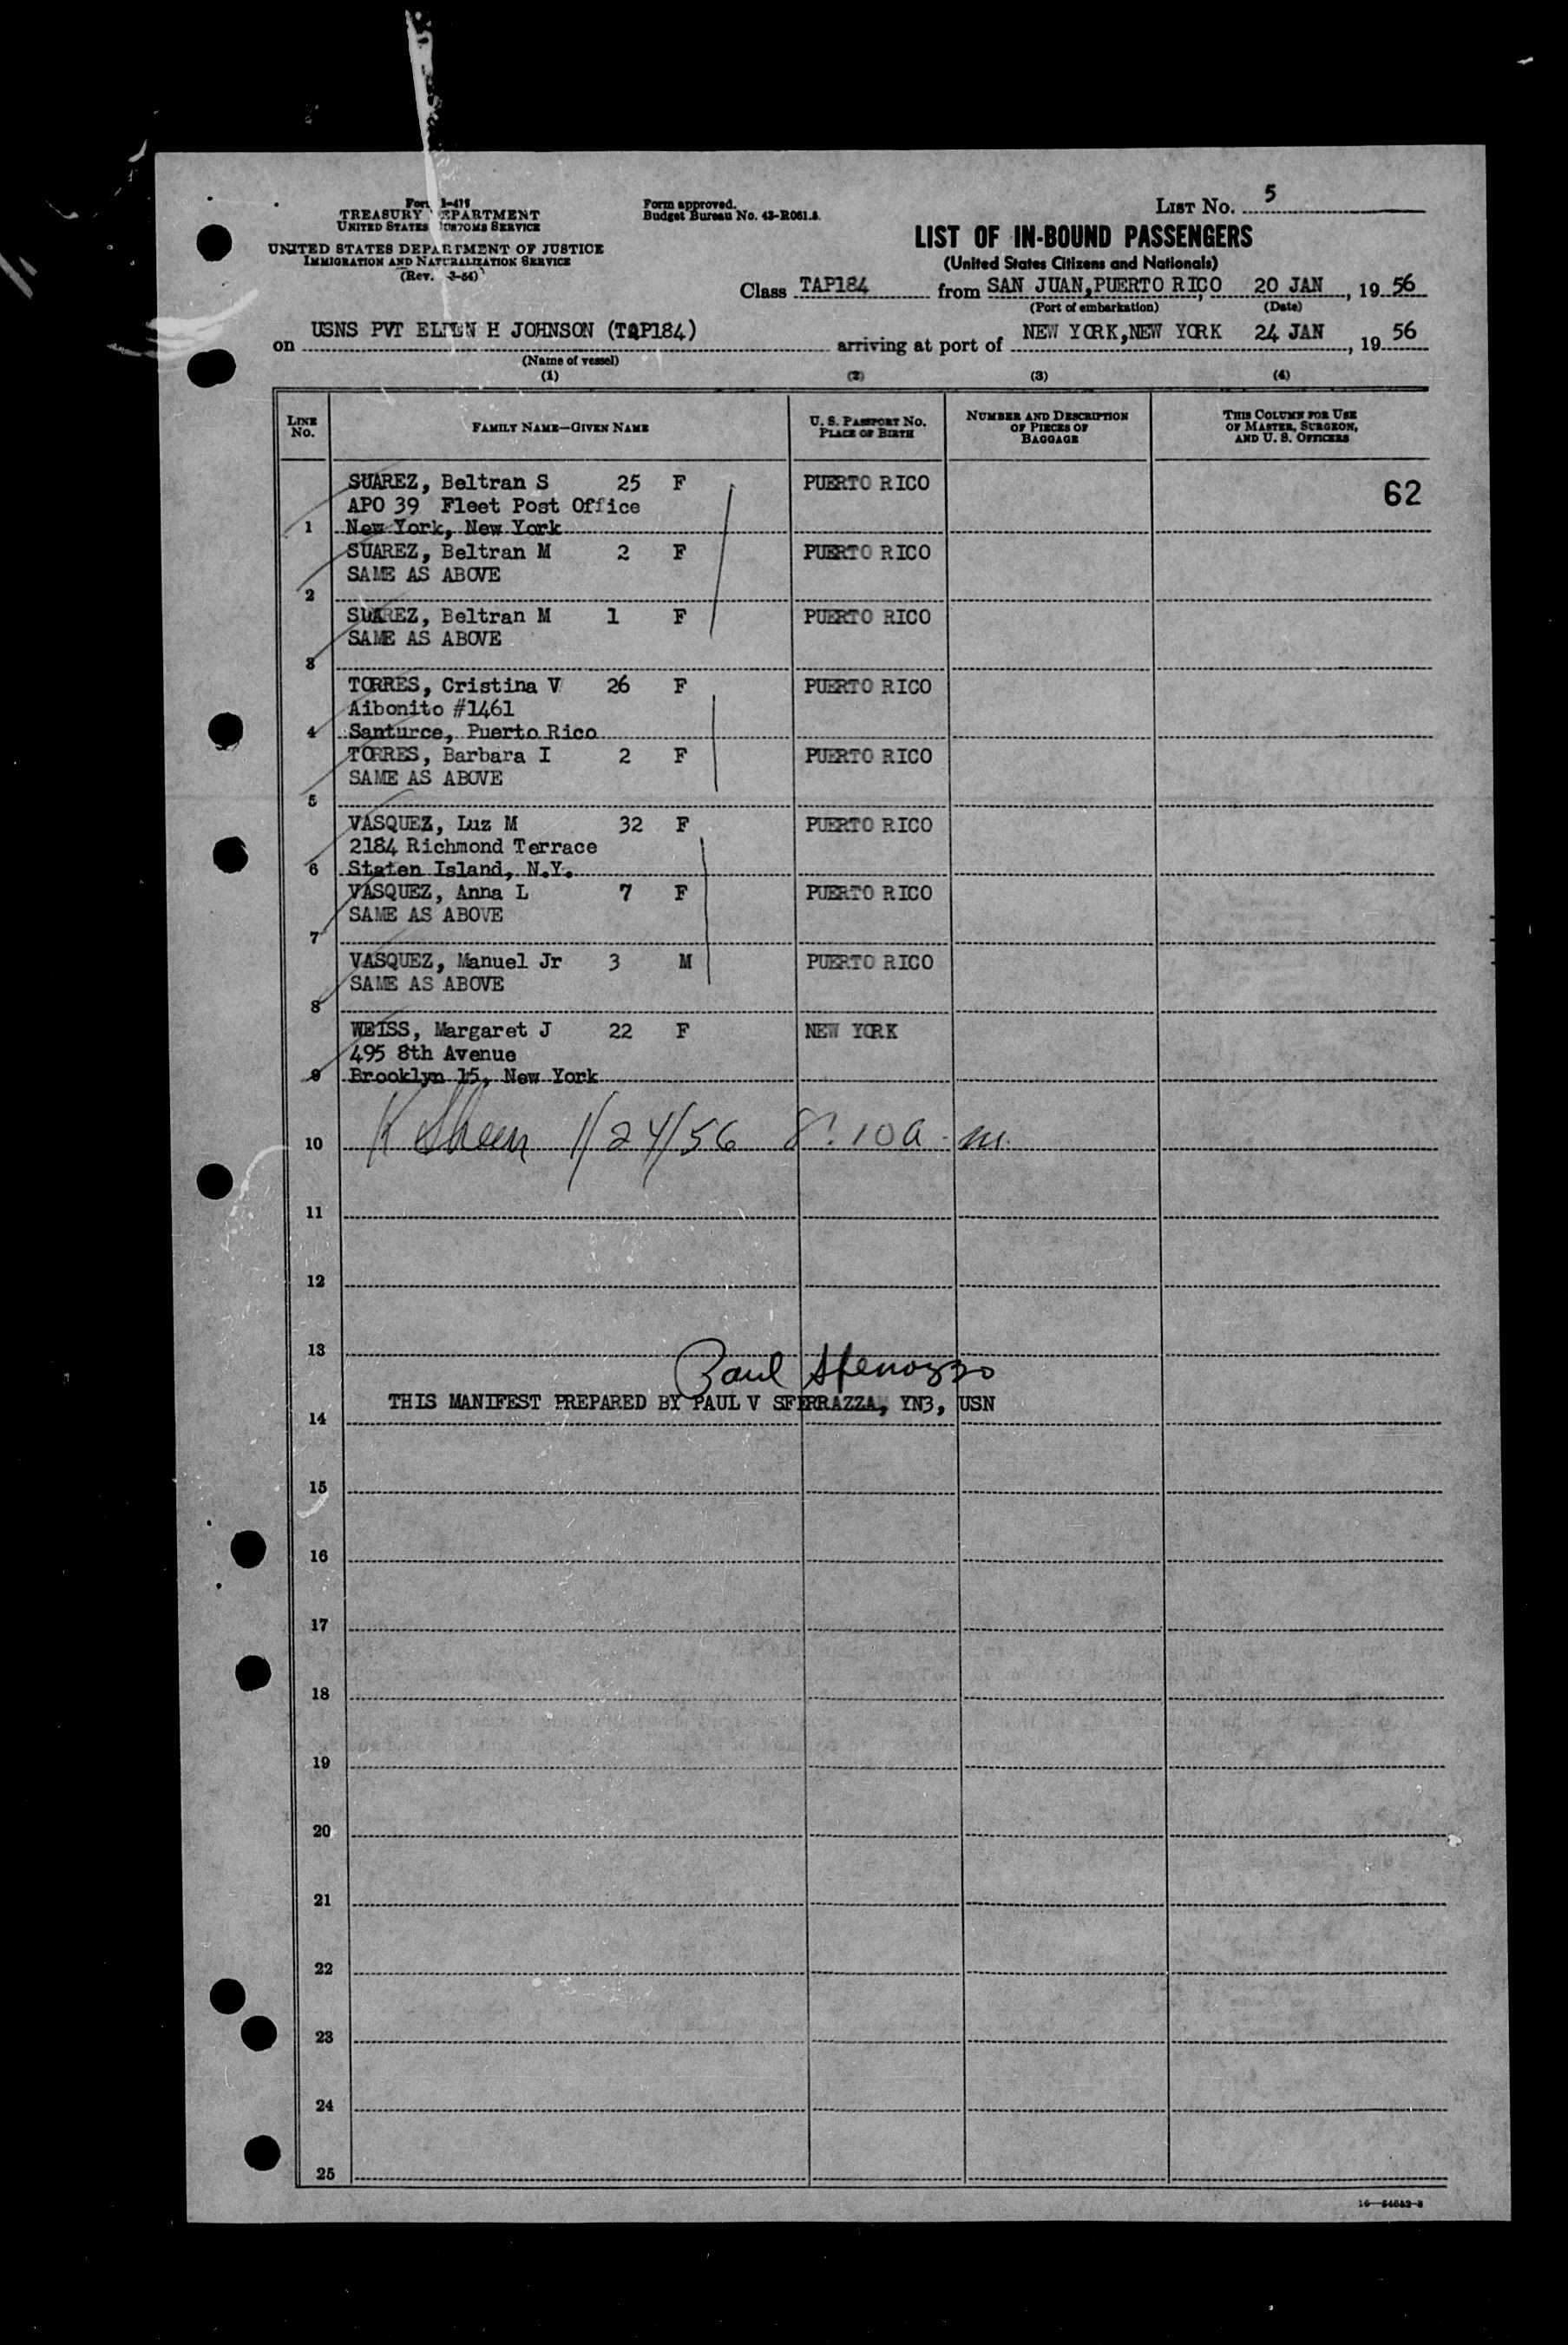 LIST NO. 5
TREASURY DEPARTMENT
UNITED STATES CUSTOMS SERVICE
UNITED STATES DEPARTMENT OF JUSTICE
IMMIGRATION AND NATURALIZATION SERVICE
(Rev. 3-54)
Form approved.
Budget Bureau No. 43-R061.3.
LIST OF IN-BOUND PASSENGERS
(United States Citizens and Nationals)
Class TAP184 from SAN JUAN, PUERTO RICO 20 JAN, 19 56
(Port of embarkation) (Date)
on USNS PVT H JOHNSON (TAP184) arriving at port of NEW YORK, NEW YORK 24 JAN, 19 56
(Name of vessel)
(1) (2) (3) (4)
LINE NO. FAMILY NAME—GIVEN NAME U. S. PASSPORT NO. PLACE OF BIRTH NUMBER AND DESCRIPTION OF PIECES OF BAGGAGE THIS COLUMN FOR USE OF MASTER, SURGEON, AND U. S. OFFICERS
SUAREZ, Beltran S 25 F PUERTO RICO 62
APO 39 Fleet Post Office
1 New York, New York
SUAREZ, Beltran M 2 F PUERTO RICO
SAME AS ABOVE
2
SUAREZ, Beltran M 1 F PUERTO RICO
SAME AS ABOVE
3
TORRES, Cristina V 26 F PUERTO RICO
Aibonito #1461
4 Santurce, Puerto Rico
TORRES, Barbara I 2 F PUERTO RICO
SAME AS ABOVE
5
VASQUEZ, Luz M 32 F PUERTO RICO
2184 Richmond Terrace
6 Staten Island, N.Y.
VASQUEZ, Anna L 7 F PUERTO RICO
SAME AS ABOVE
7
VASQUEZ, Manuel Jr 3 M PUERTO RICO
SAME AS ABOVE
8
WEISS, Margaret J 22 F NEW YORK
495 8th Avenue
9 Brooklyn 15, New York
10 K Sheen 1/24/56 8:10 a.m.
11
12
13
THIS MANIFEST PREPARED BY PAUL V SFERRAZZA, YN3, USN
14
15
16
17
18
19
20
21
22
23
24
25